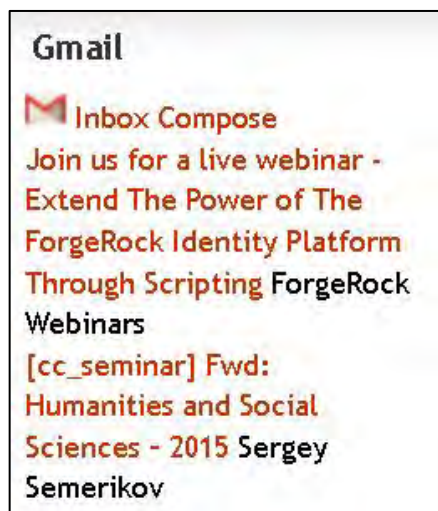 Gmail
Inbox Compose
Join us for a live webinar -
Extend The Power of The
ForgeRock Identity Platform
Through Scripting ForgeRock
Webinars
[cc_seminar] Fwd:
Humanities and Social
Sciences - 2015 Sergey
Semerikov